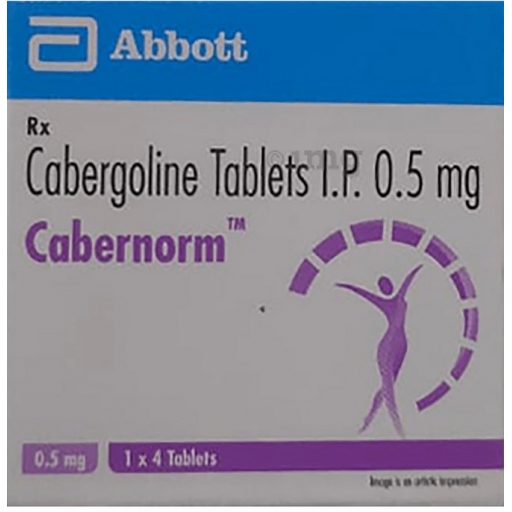 Abbott
Rx
1mg
Cabergoline Tablets I.P. 0.5 mg
Cabernorm™
0.5 mg
1 x 4 Tablets
Image is an artistic impression